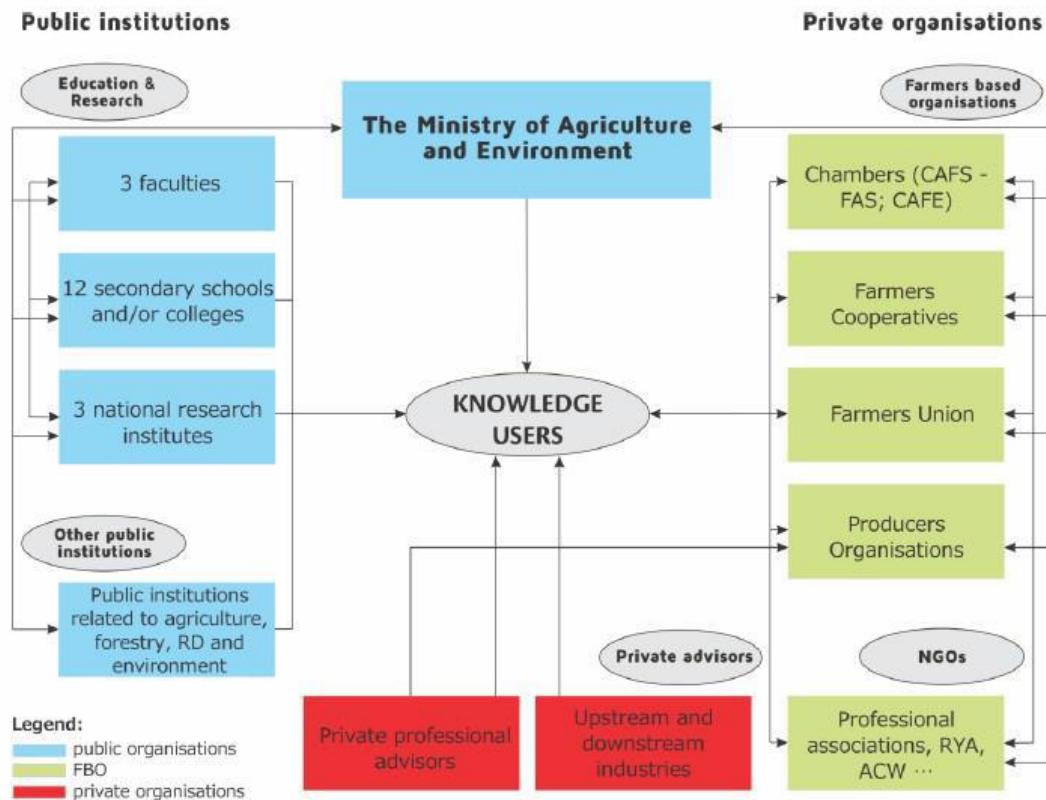 Public institutions
Private organisations
Education &
Research
Farmers based
organisations
The Ministry of Agriculture
and Environment
3 faculties
Chambers (CAFS -
FAS; CAFE)
12 secondary schools
and/or colleges
Farmers
Cooperatives
3 national research
institutes
KNOWLEDGE
USERS
Farmers Union
Other public
institutions
Producers
Organisations
Public institutions
related to agriculture,
forestry, RD and
environment
Private advisors
NGOs
Private professional
advisors
Upstream and
downstream
industries
Professional
associations, RYA,
ACW ...
Legend:
public organisations
FBO
private organisations